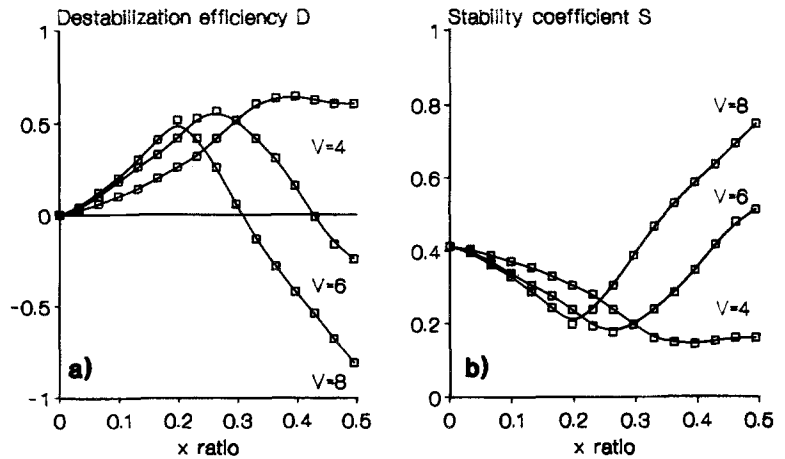 Destabilization efficiency D
1
0.5
0
-0.5
-1
V=4
V=6
V=8
a)
0 0.1 0.2 0.3 0.4 0.5
x ratio
Stability coefficient S
1
0.8
0.6
0.4
0.2
0
V=8
V=6
V=4
b)
0 0.1 0.2 0.3 0.4 0.5
x ratio